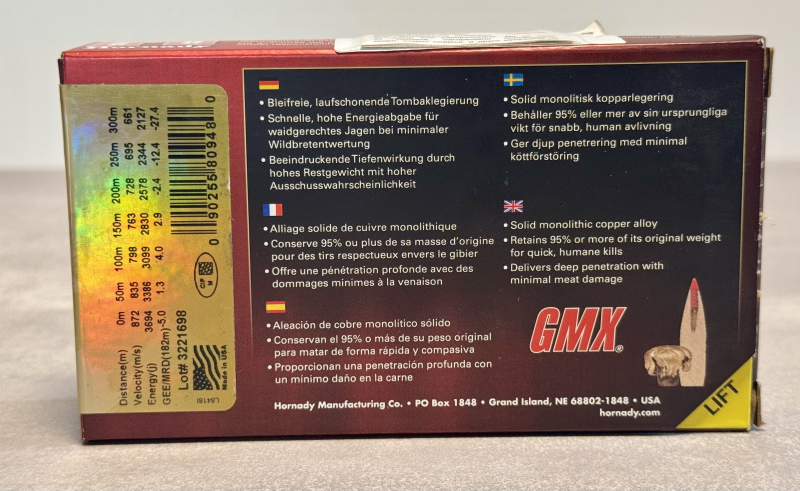 Hornady
Distance(m) 0m 50m 100m 150m 200m 250m 300m
Velocity(m/s) 872 835 798 763 728 695 661
Energy(j) 3694 3386 3099 2830 2578 2344 2127
GEE/MRD(182m) -5.0 1.3 4.0 2.9 -2.4 -12.4 -27.4
Lot# 3221698
Made in USA
CIP
M
0 90255 80948 0
L8418I
• Bleifreie, laufschonende Tombaklegierung
• Schnelle, hohe Energieabgabe für
waidgerechtes Jagen bei minimaler
Wildbretentwertung
• Beeindruckende Tiefenwirkung durch
hohes Restgewicht mit hoher
Ausschusswahrscheinlichkeit
• Alliage solide de cuivre monolithique
• Conserve 95% ou plus de sa masse d'origine
pour des tirs respectueux envers le gibier
• Offre une pénétration profonde avec des
dommages minimes à la venaison
• Aleación de cobre monolítico sólido
• Conservan el 95% o más de su peso original
para matar de forma rápida y compasiva
• Proporcionan una penetración profunda con
un mínimo daño en la carne
• Solid monolitisk kopparlegering
• Behåller 95% eller mer av sin ursprungliga
vikt för snabb, human avlivning
• Ger djup penetrering med minimal
köttförstöring
• Solid monolithic copper alloy
• Retains 95% or more of its original weight
for quick, humane kills
• Delivers deep penetration with
minimal meat damage
GMX®
LIFT
Hornady Manufacturing Co. • PO Box 1848 • Grand Island, NE 68802-1848 • USA
hornady.com